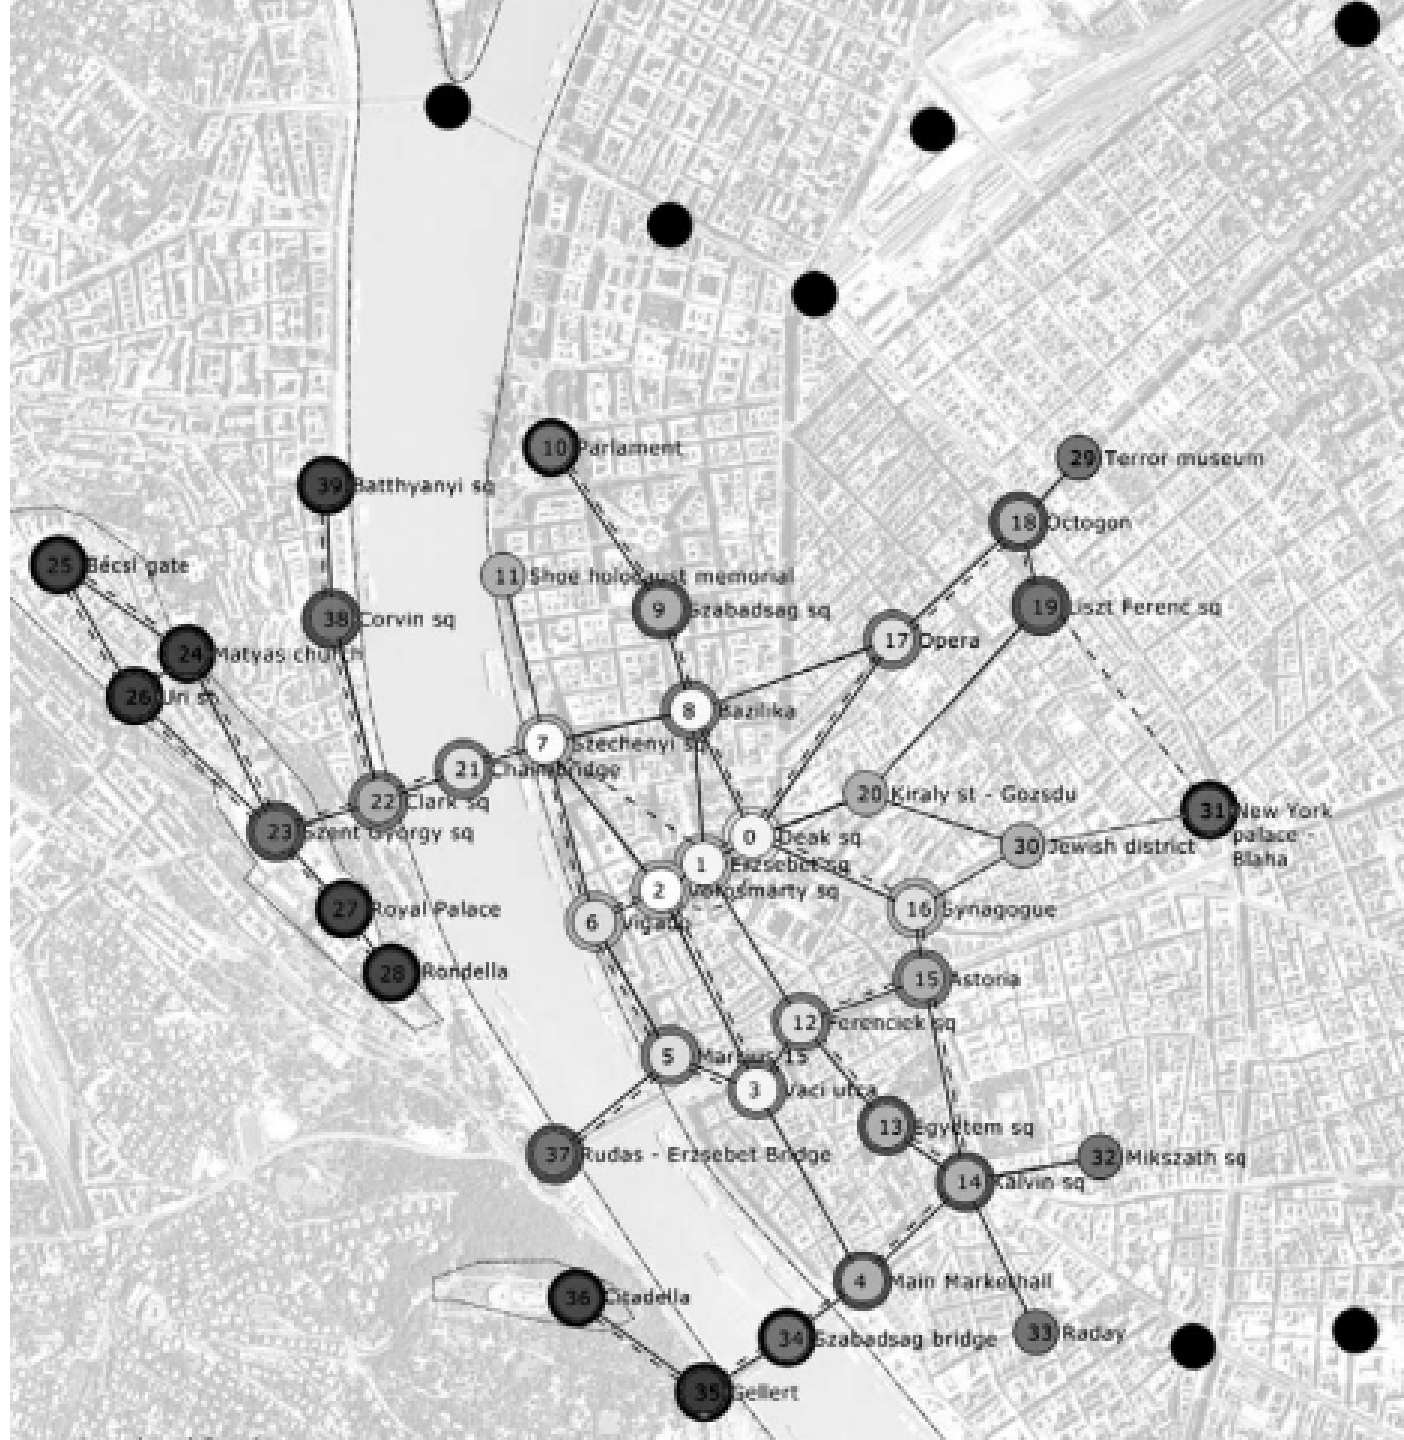 10 Parlament
29 Terror museum
39 Batthyanyi sq
18 Octogon
25 Bécsi gate
11 Shoe holocaust memorial
9 Szabadsag sq
19 Liszt Ferenc sq
38 Corvin sq
17 Opera
24 Matyas church
26 Uri s
8 Bazilika
7 Szechenyi sq
21 Chainbridge
20 Kiraly st - Gozsdu
22 Clark sq
31 New York
palace -
Blaha
23 Szent György sq
0 Deak sq
30 Jewish district
1 Erzsebet sq
2 Vorosmarty sq
27 Royal Palace
16 Synagogue
6 Vigado
28 Rondella
15 Astoria
12 Ferenciek sq
5 Marcius 15
3 Vaci utca
13 Egyetem sq
37 Rudas - Erzsebet Bridge
32 Mikszath sq
14 Kalvin sq
4 Main Markethall
36 Citadella
33 Raday
34 Szabadsag bridge
35 Gellert